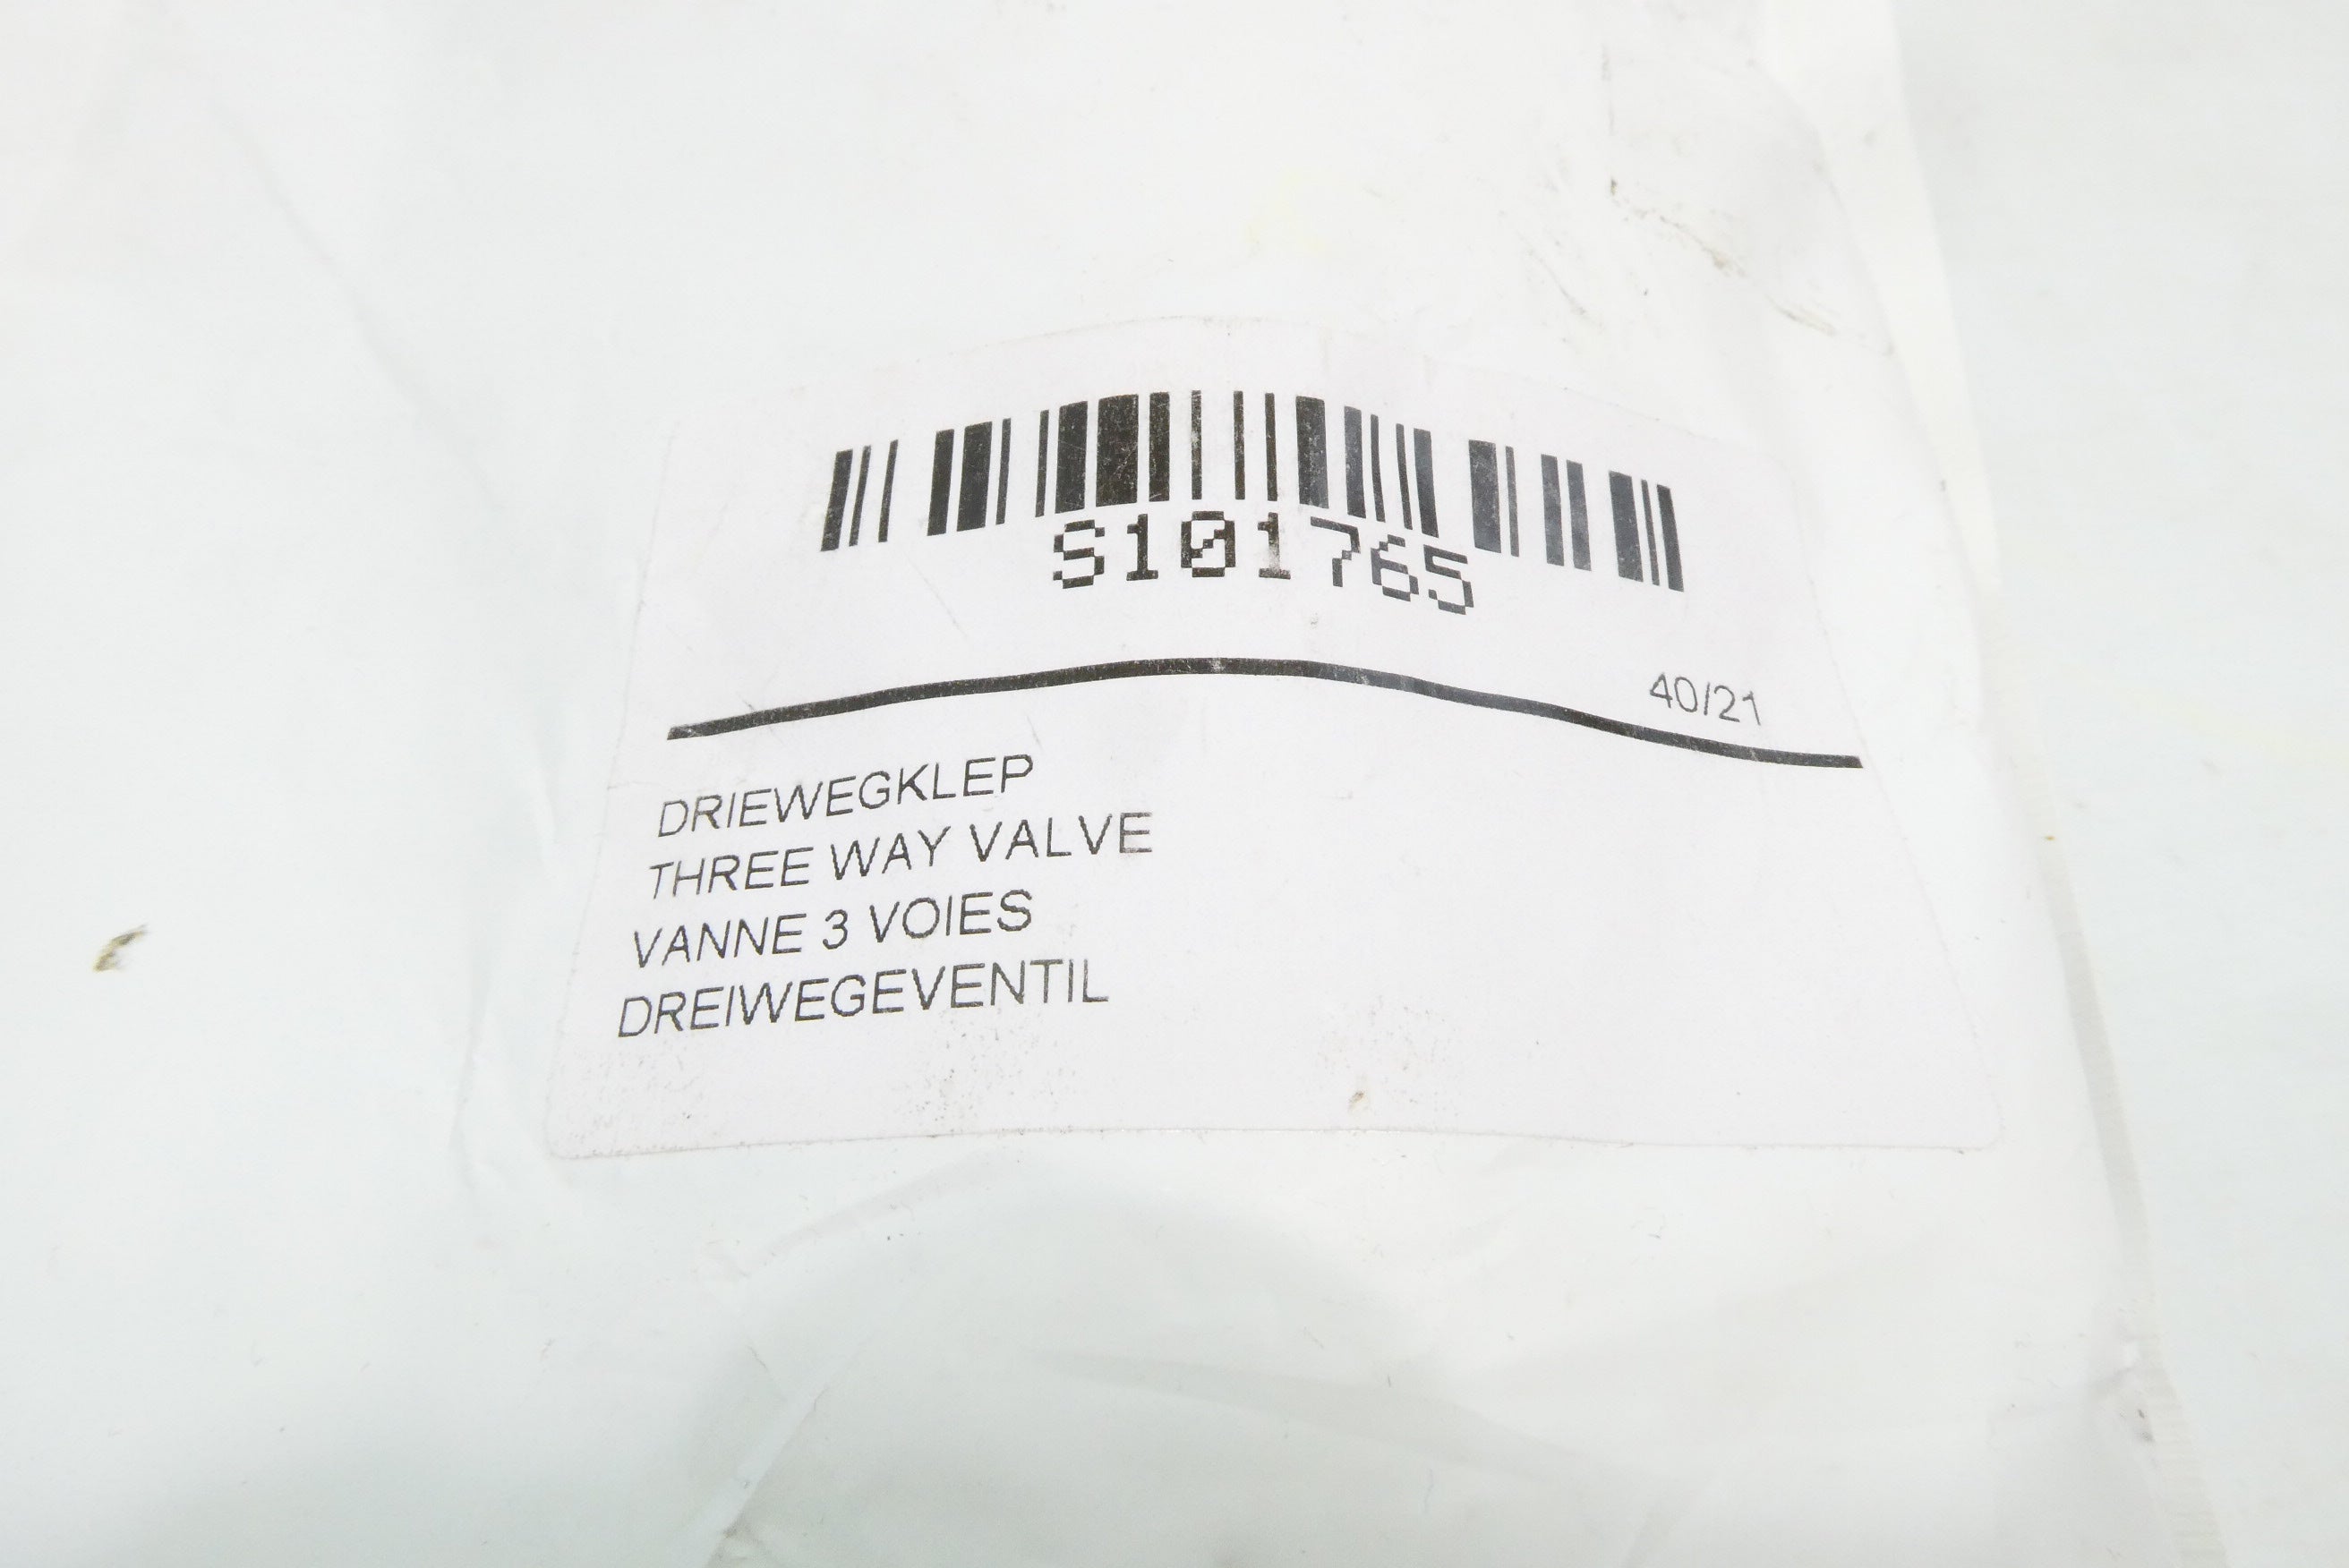 S101765
40/21
DRIEWEGKLEP
THREE WAY VALVE
VANNE 3 VOIES
DREIWEGEVENTIL